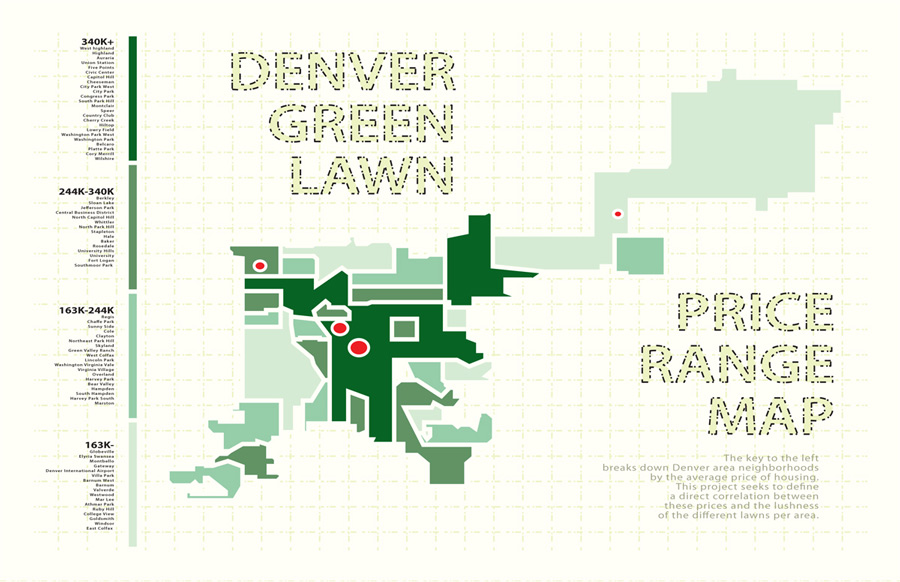 340K+
West highland
Highland
Auraria
Union Station
Five Points
Civic Center
Capitol Hill
Cheeseman
City Park West
City Park
Congress Park
South Park Hill
Montclair
Speer
Country Club
Cherry Creek
Hilltop
Lowry Field
Washington Park West
Washington Park
Belcaro
Platte Park
Cory Merrill
Wilshire
244K-340K
Berkley
Sloan Lake
Jefferson Park
Central Business District
North Capitol Hill
Whittier
North Park Hill
Stapleton
Hale
Baker
Rosedale
University Hills
University
Fort Logan
Southmoor Park
163K-244K
Regis
Chaffe Park
Sunny Side
Cole
Clayton
Northeast Park Hill
Skyland
Green Valley Ranch
West Colfax
Lincoln Park
Washington Virginia Vale
Virginia Village
Overland
Harvey Park
Bear Valley
Hampden
South Hampden
Harvey Park South
Marston
163K-
Globeville
Elyria Swansea
Montbello
Gateway
Denver International Airport
Villa Park
Barnum West
Barnum
Valverde
Westwood
Mar Lee
Athmar Park
Ruby Hill
College View
Goldsmith
Windsor
East Colfax
DENVER
GREEN
LAWN
PRICE
RANGE
MAP
The key to the left
breaks down Denver area neighborhoods
by the average price of housing.
This project seeks to define
a direct correlation between
these prices and the lushness
of the different lawns per area.